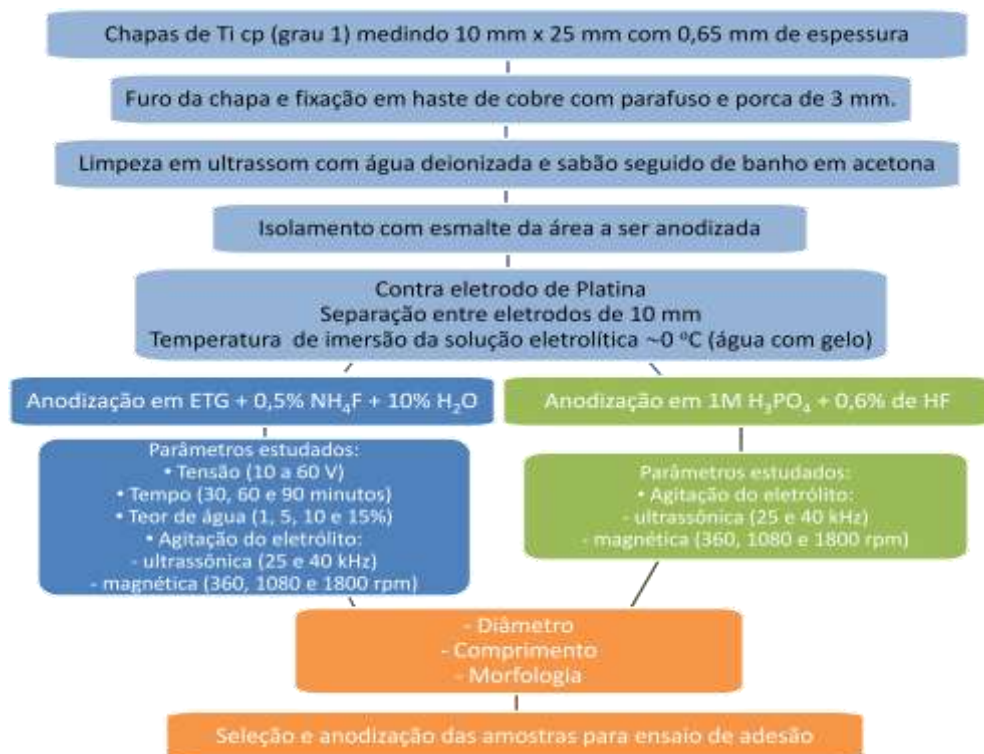 Chapas de Ti cp (grau 1) medindo 10 mm x 25 mm com 0,65 mm de espessura
Furo da chapa e fixação em haste de cobre com parafuso e porca de 3 mm.
Limpeza em ultrassom com água deionizada e sabão seguido de banho em acetona
Isolamento com esmalte da área a ser anodizada
Contra eletrodo de Platina
Separação entre eletrodos de 10 mm
Temperatura de imersão da solução eletrolítica ~0 ºC (água com gelo)
Anodização em ETG + 0,5% NH₄F + 10% H₂O
Parâmetros estudados:
• Tensão (10 a 60 V)
• Tempo (30, 60 e 90 minutos)
• Teor de água (1, 5, 10 e 15%)
• Agitação do eletrólito:
- ultrassônica (25 e 40 kHz)
- magnética (360, 1080 e 1800 rpm)
Anodização em 1M H₃PO₄ + 0,6% de HF
Parâmetros estudados:
• Agitação do eletrólito:
- ultrassônica (25 e 40 kHz)
- magnética (360, 1080 e 1800 rpm)
- Diâmetro
- Comprimento
- Morfologia
Seleção e anodização das amostras para ensaio de adesão